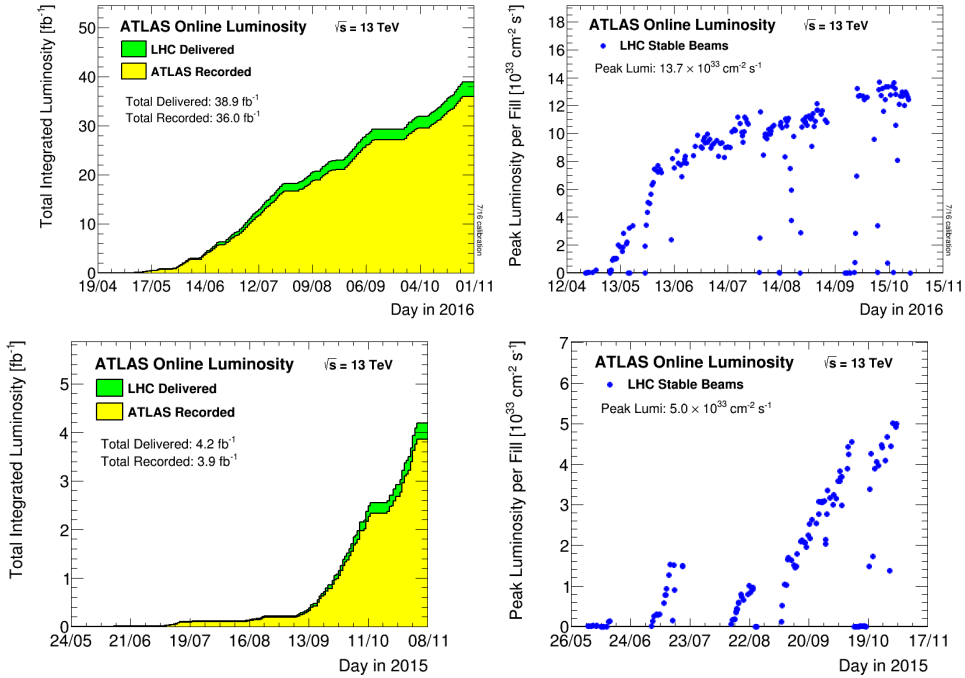 ATLAS Online Luminosity √s = 13 TeV
LHC Delivered
ATLAS Recorded
Total Delivered: 38.9 fb⁻¹
Total Recorded: 36.0 fb⁻¹
Total Integrated Luminosity [fb⁻¹]
50
40
30
20
10
0
19/04 17/05 14/06 12/07 09/08 06/09 04/10 01/11
Day in 2016
7/16 calibration
ATLAS Online Luminosity √s = 13 TeV
LHC Stable Beams
Peak Lumi: 13.7 × 10³³ cm⁻² s⁻¹
Peak Luminosity per Fill [10³³ cm⁻² s⁻¹]
18
16
14
12
10
8
6
4
2
0
12/04 13/05 13/06 14/07 14/08 14/09 15/10 15/11
Day in 2016
7/16 calibration
ATLAS Online Luminosity √s = 13 TeV
LHC Delivered
ATLAS Recorded
Total Delivered: 4.2 fb⁻¹
Total Recorded: 3.9 fb⁻¹
Total Integrated Luminosity [fb⁻¹]
5
4
3
2
1
0
24/05 21/06 19/07 16/08 13/09 11/10 08/11
Day in 2015
ATLAS Online Luminosity √s = 13 TeV
LHC Stable Beams
Peak Lumi: 5.0 × 10³³ cm⁻² s⁻¹
Peak Luminosity per Fill [10³³ cm⁻² s⁻¹]
7
6
5
4
3
2
1
0
26/05 24/06 23/07 22/08 20/09 19/10 17/11
Day in 2015